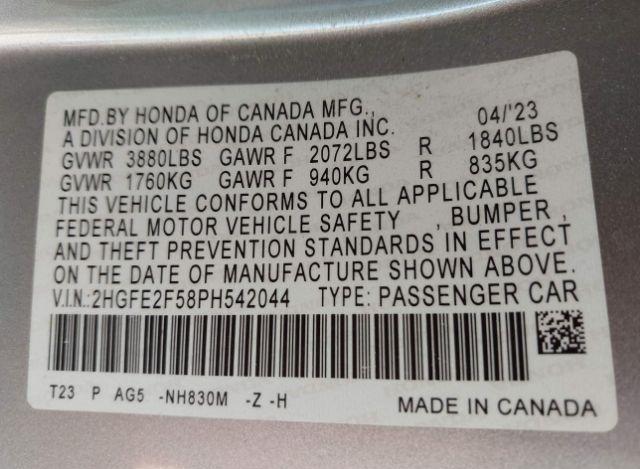 MFD.BY HONDA OF CANADA MFG., 04/'23
A DIVISION OF HONDA CANADA INC.
GVWR 3880LBS GAWR F 2072LBS R 1840LBS
GVWR 1760KG GAWR F 940KG R 835KG
THIS VEHICLE CONFORMS TO ALL APPLICABLE
FEDERAL MOTOR VEHICLE SAFETY , BUMPER ,
AND THEFT PREVENTION STANDARDS IN EFFECT
ON THE DATE OF MANUFACTURE SHOWN ABOVE.
V.I.N.:2HGFE2F58PH542044 TYPE: PASSENGER CAR
T23 P AG5 -NH830M -Z -H MADE IN CANADA